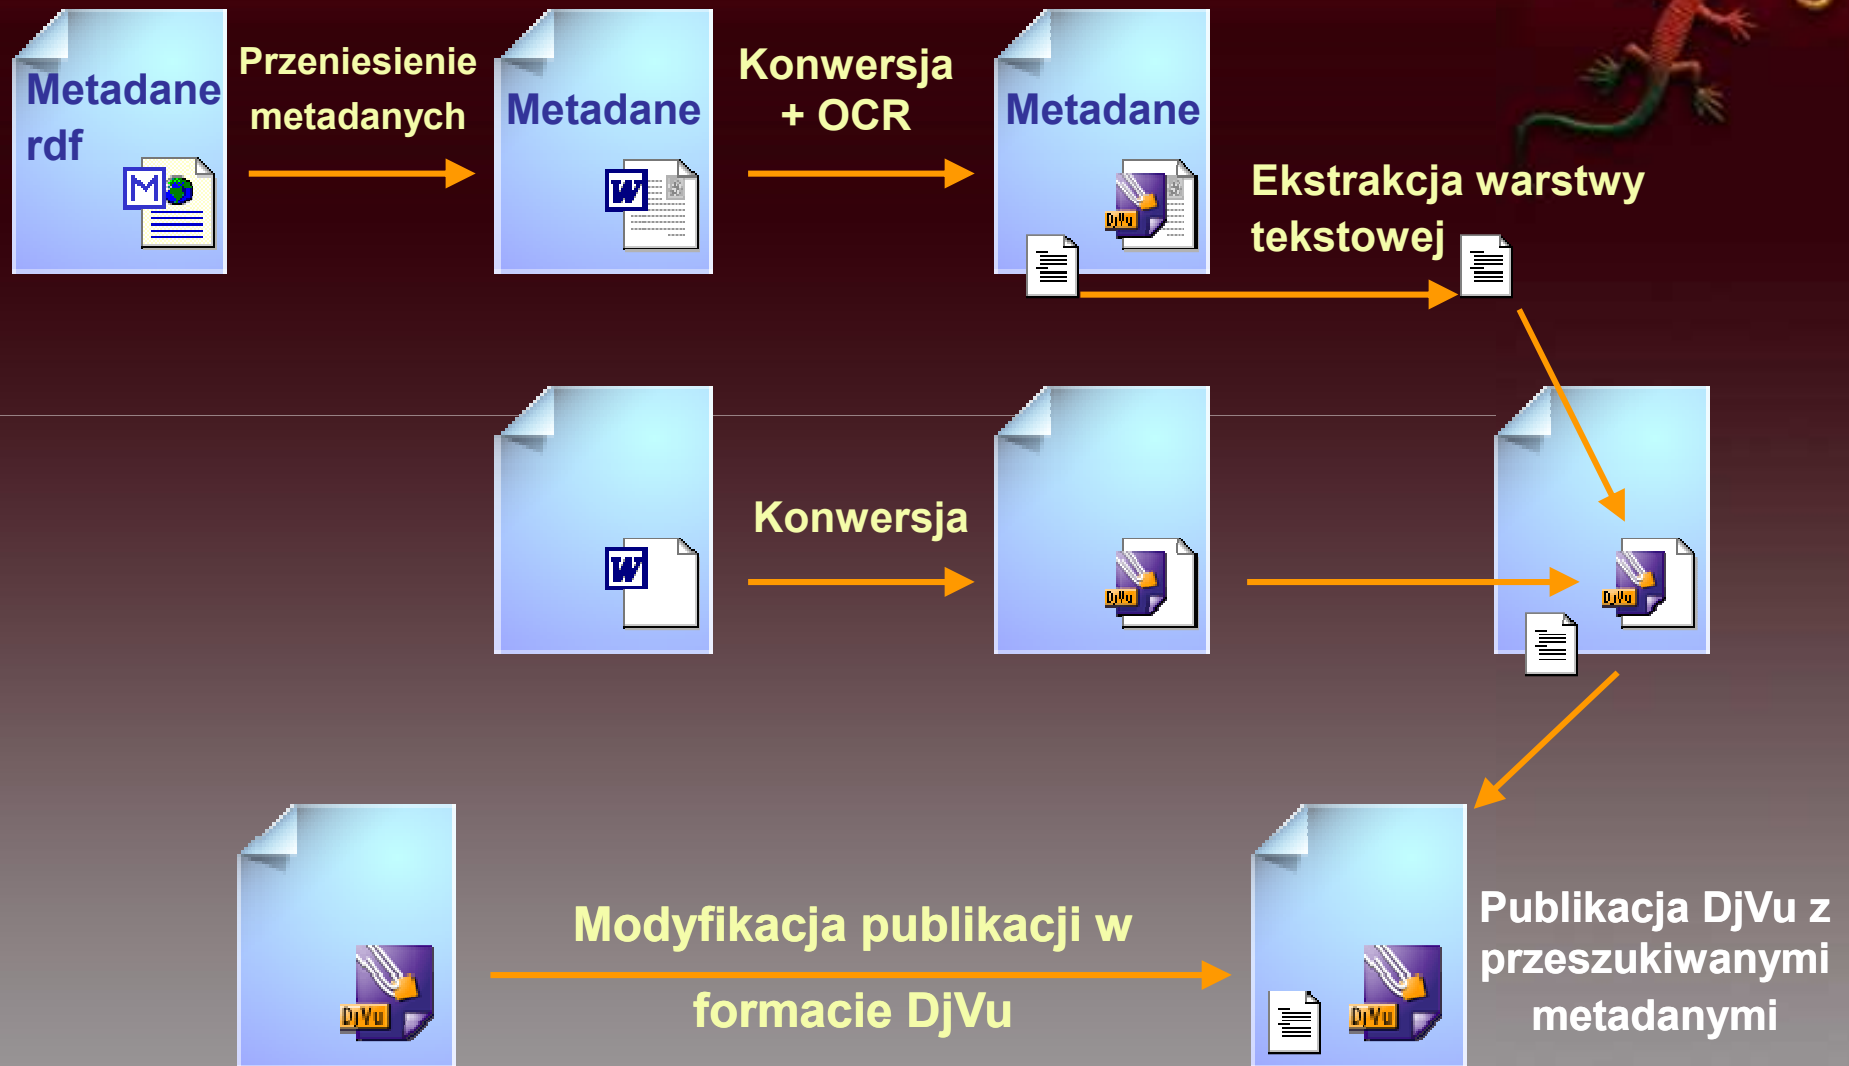 Metadane
rdf
M
Przeniesienie
metadanych
Metadane
W
Konwersja
+ OCR
Metadane
DjVu
Ekstrakcja warstwy
tekstowej
W
Konwersja
DjVu
DjVu
DjVu
Modyfikacja publikacji w
formacie DjVu
DjVu
Publikacja DjVu z
przeszukiwanymi
metadanymi